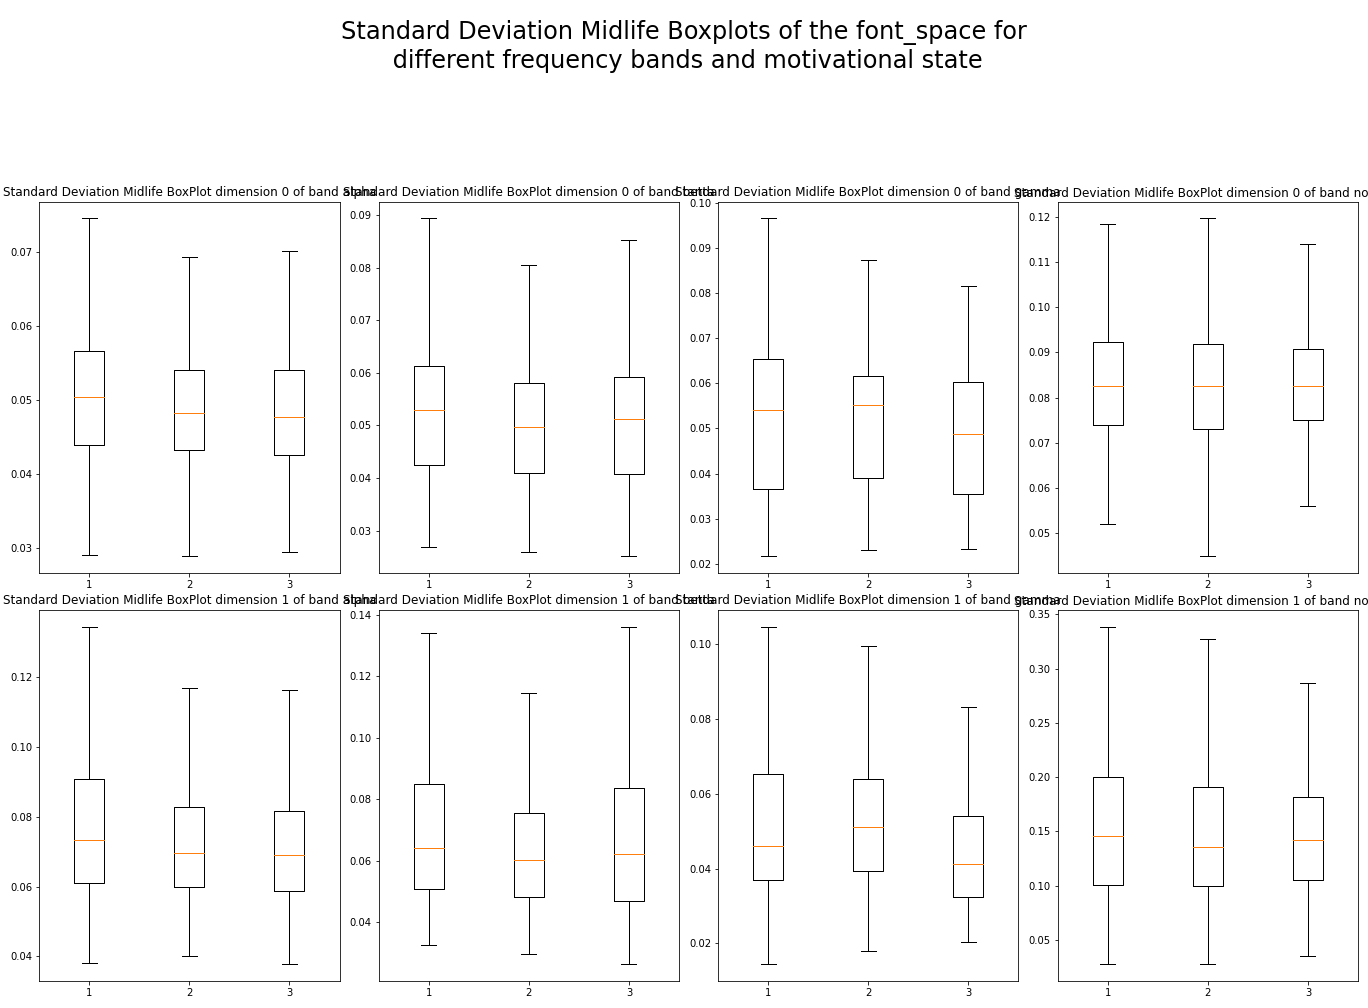 Standard Deviation Midlife Boxplots of the font_space for
different frequency bands and motivational state
Standard Deviation Midlife BoxPlot dimension 0 of band alpha
Standard Deviation Midlife BoxPlot dimension 0 of band beta
Standard Deviation Midlife BoxPlot dimension 0 of band gamma
Standard Deviation Midlife BoxPlot dimension 0 of band no
0.07
0.06
0.05
0.04
0.03
1 2 3
0.09
0.08
0.07
0.06
0.05
0.04
0.03
1 2 3
0.10
0.09
0.08
0.07
0.06
0.05
0.04
0.03
0.02
1 2 3
0.12
0.11
0.10
0.09
0.08
0.07
0.06
0.05
1 2 3
Standard Deviation Midlife BoxPlot dimension 1 of band alpha
Standard Deviation Midlife BoxPlot dimension 1 of band beta
Standard Deviation Midlife BoxPlot dimension 1 of band gamma
Standard Deviation Midlife BoxPlot dimension 1 of band no
0.12
0.10
0.08
0.06
0.04
1 2 3
0.14
0.12
0.10
0.08
0.06
0.04
1 2 3
0.10
0.08
0.06
0.04
0.02
1 2 3
0.35
0.30
0.25
0.20
0.15
0.10
0.05
1 2 3